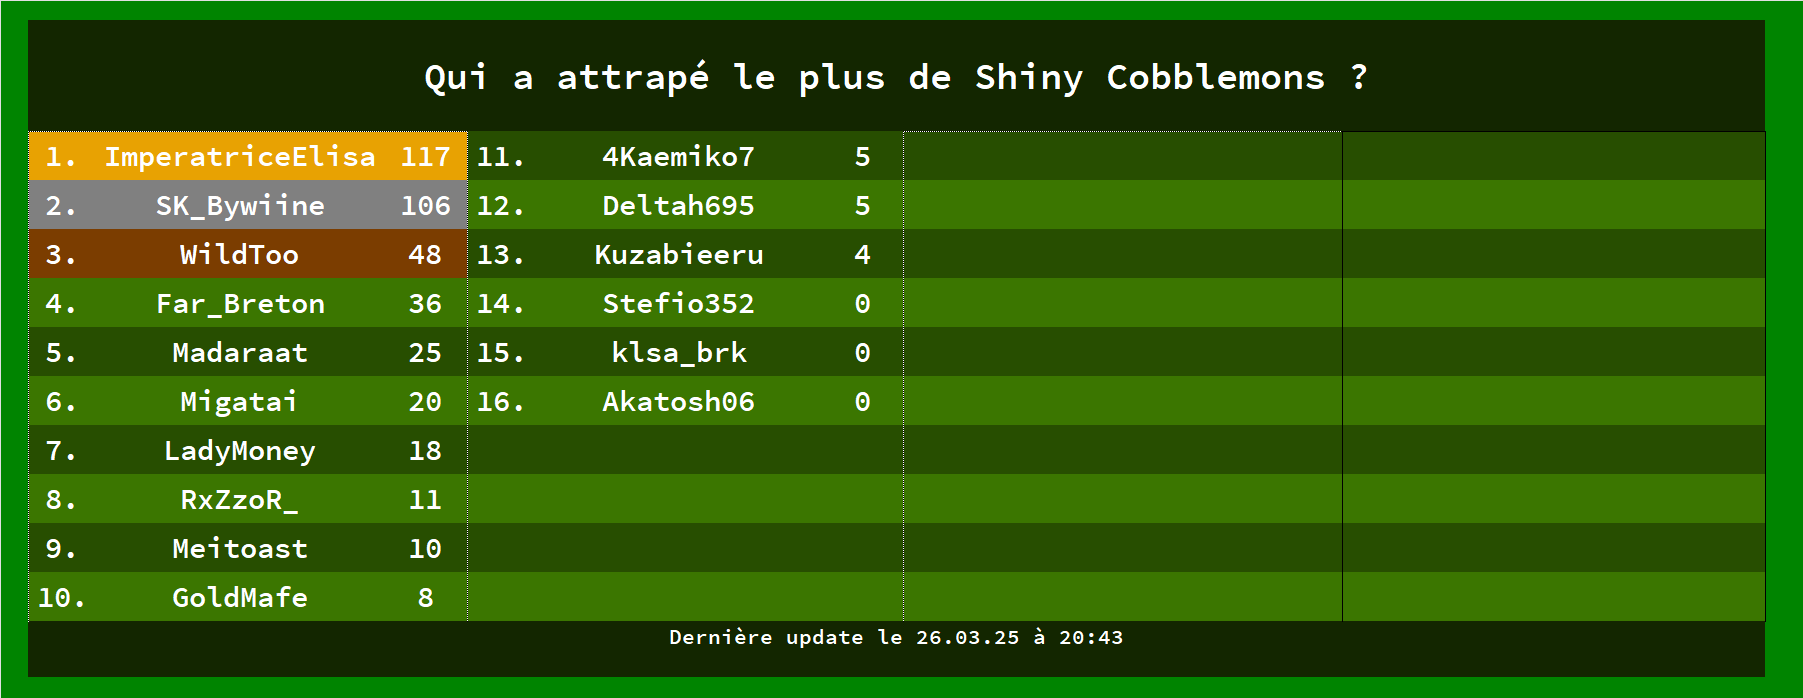 Qui a attrapé le plus de Shiny Cobblemons ?
1. ImperatriceElisa 117
2. SK_Bywiine 106
3. WildToo 48
4. Far_Breton 36
5. Madaraat 25
6. Migatai 20
7. LadyMoney 18
8. RxZzoR_ 11
9. Meitoast 10
10. GoldMafe 8
11. 4Kaemiko7 5
12. Deltah695 5
13. Kuzabieeru 4
14. Stefio352 0
15. klsa_brk 0
16. Akatosh06 0
Dernière update le 26.03.25 à 20:43